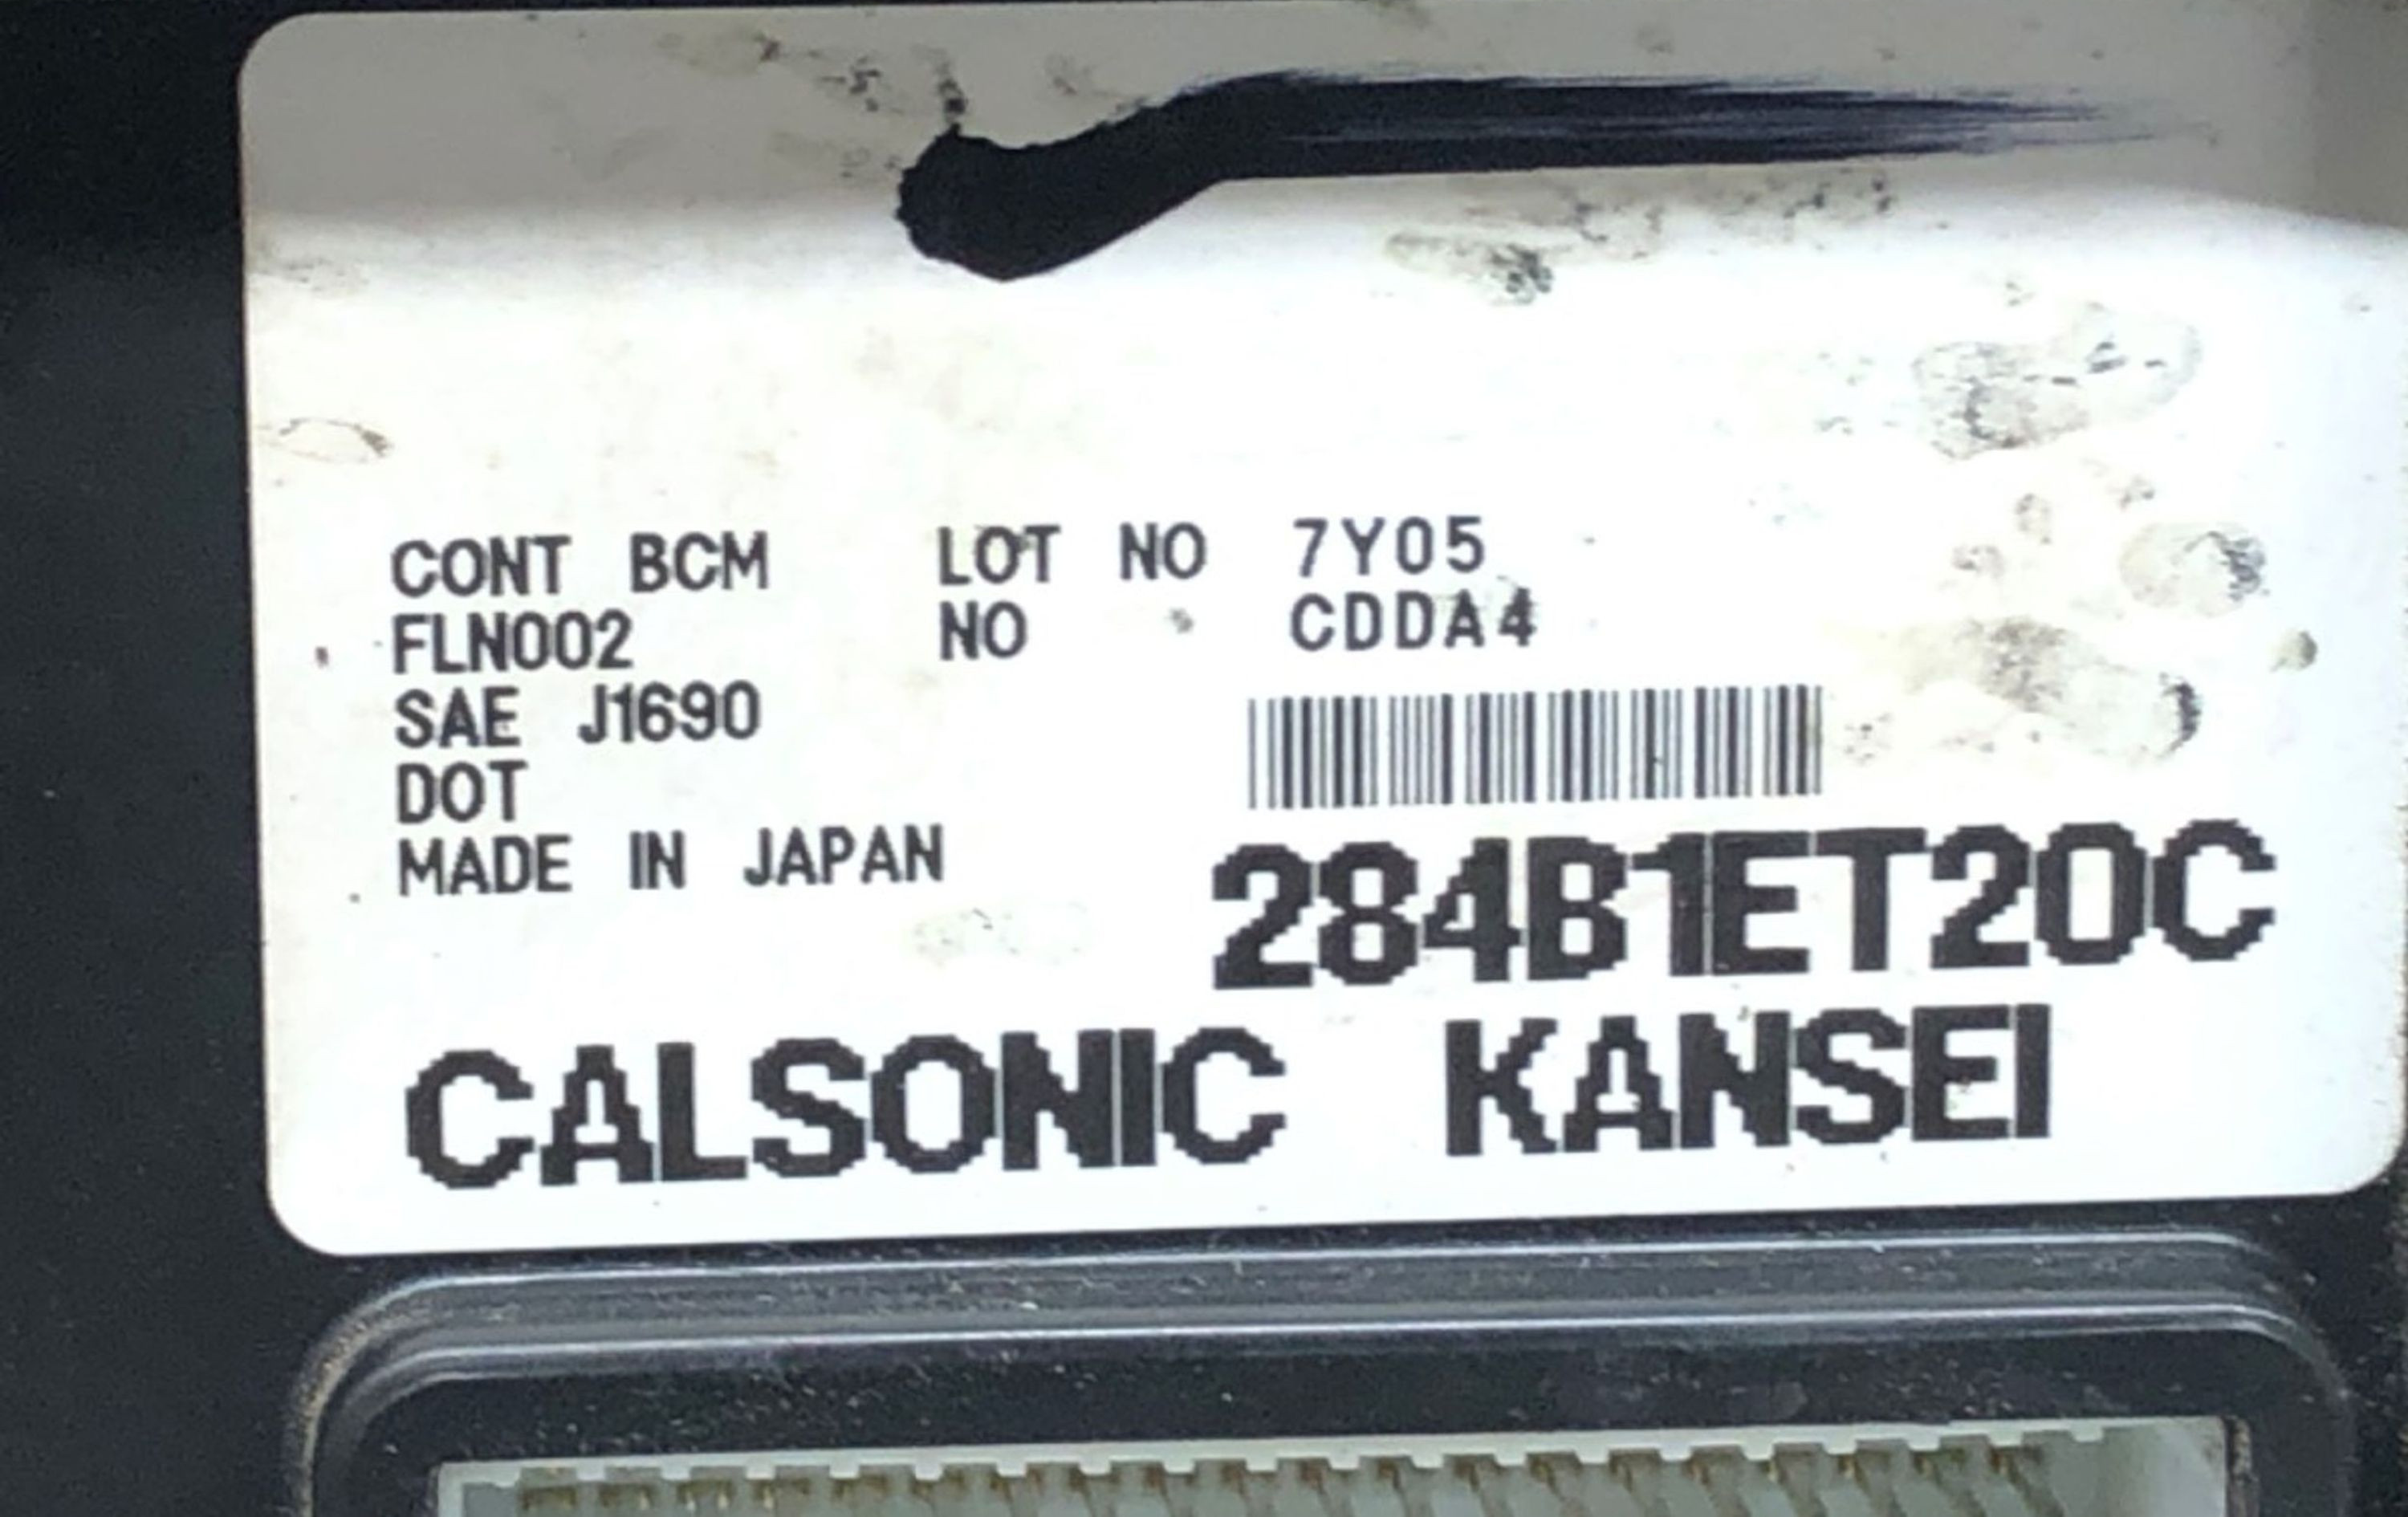 CONT BCM LOT NO 7Y05
FLN002 NO CDDA4
SAE J1690
DOT
MADE IN JAPAN
284B1ET20C
CALSONIC KANSEI